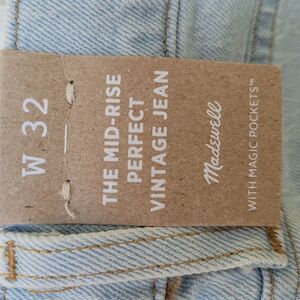 W 32
THE MID-RISE
PERFECT
VINTAGE JEAN
Madewell
WITH MAGIC POCKETS™